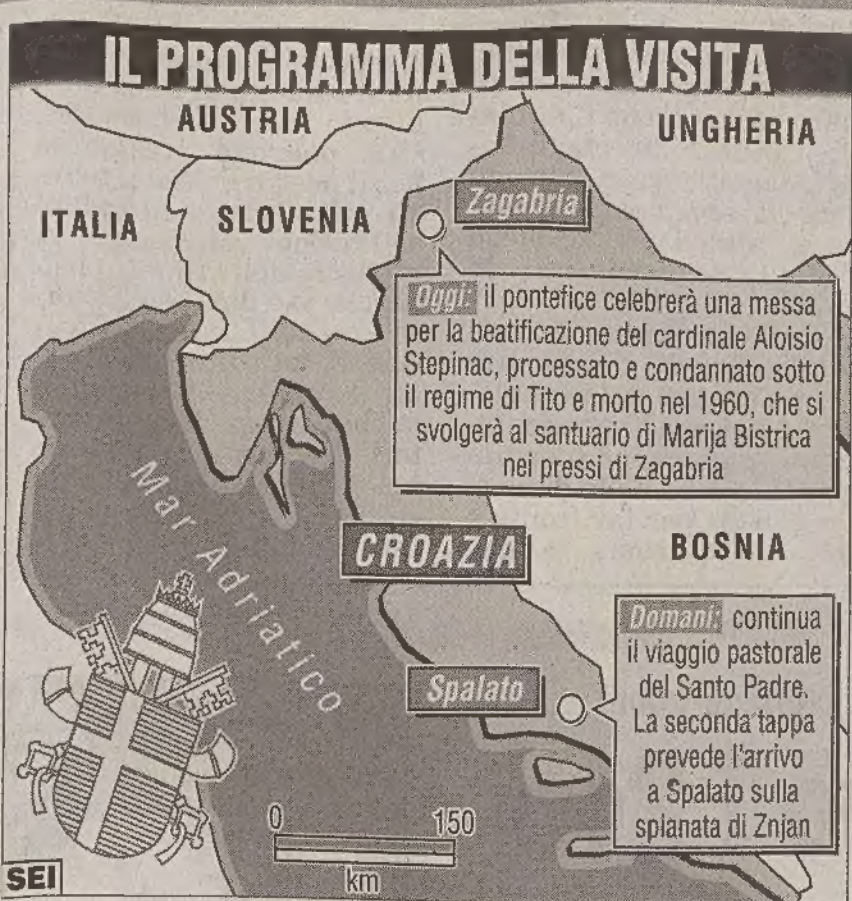 IL PROGRAMMA DELLA VISITA
AUSTRIA
UNGHERIA
ITALIA
SLOVENIA
Zagabria
Oggi: il pontefice celebrerà una messa
per la beatificazione del cardinale Aloisio
Stepinac, processato e condannato sotto
il regime di Tito e morto nel 1960, che si
svolgerà al santuario di Marija Bistrica
nei pressi di Zagabria
Mar Adriatico
CROAZIA
BOSNIA
Domani: continua
il viaggio pastorale
del Santo Padre.
La seconda tappa
prevede l'arrivo
a Spalato sulla
splanata di Znjan
Spalato
0 150
km
SEI